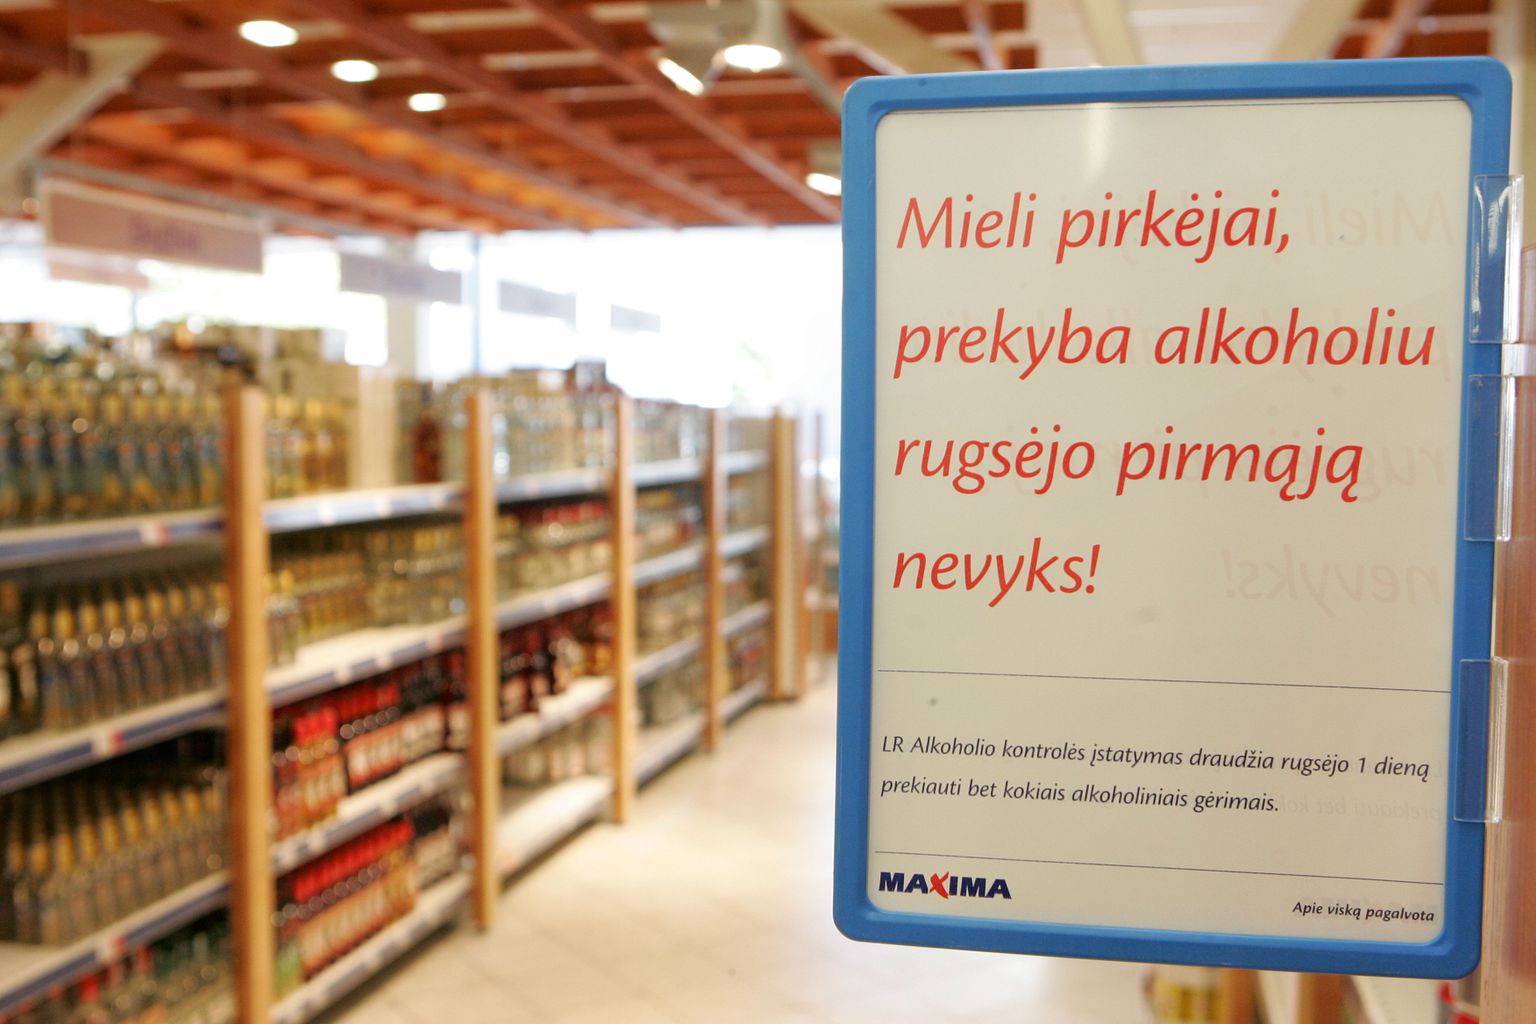 Mieli pirkėjai,
prekyba alkoholiu
rugsėjo pirmąją
nevyks!
LR Alkoholio kontrolės įstatymas draudžia rugsėjo 1 dieną
prekiauti bet kokiais alkoholiniais gėrimais.
MAXIMA
Apie viską pagalvota